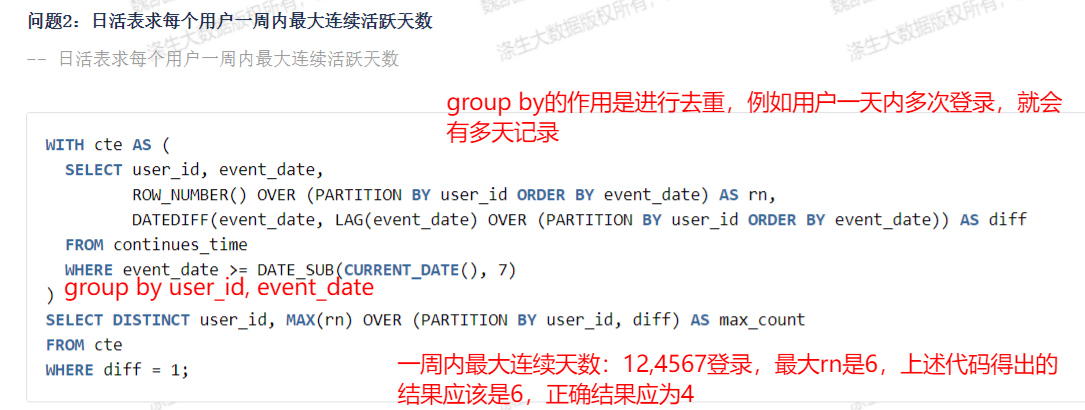 问题2：日活表求每个用户一周内最大连续活跃天数
-- 日活表求每个用户一周内最大连续活跃天数
group by的作用是进行去重，例如用户一天内多次登录，就会
有多天记录
WITH cte AS (
SELECT user_id, event_date,
ROW_NUMBER() OVER (PARTITION BY user_id ORDER BY event_date) AS rn,
DATEDIFF(event_date, LAG(event_date) OVER (PARTITION BY user_id ORDER BY event_date)) AS diff
FROM continues_time
WHERE event_date >= DATE_SUB(CURRENT_DATE(), 7)
group by user_id, event_date
)
SELECT DISTINCT user_id, MAX(rn) OVER (PARTITION BY user_id, diff) AS max_count
FROM cte
WHERE diff = 1;
一周内最大连续天数：12,4567登录，最大rn是6，上述代码得出的
结果应该是6，正确结果应为4
涤生大数据版权所有，
涤生大数据版权所有，